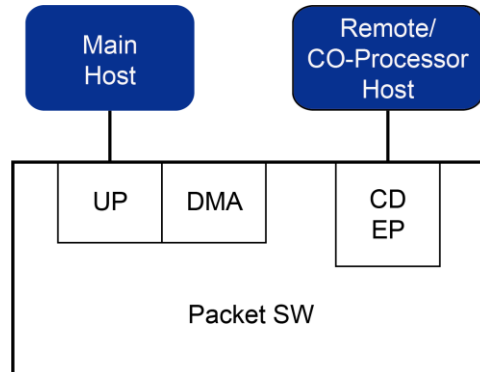 Main
Host
Remote/
CO-Processor
Host
UP
DMA
CD
EP
Packet SW